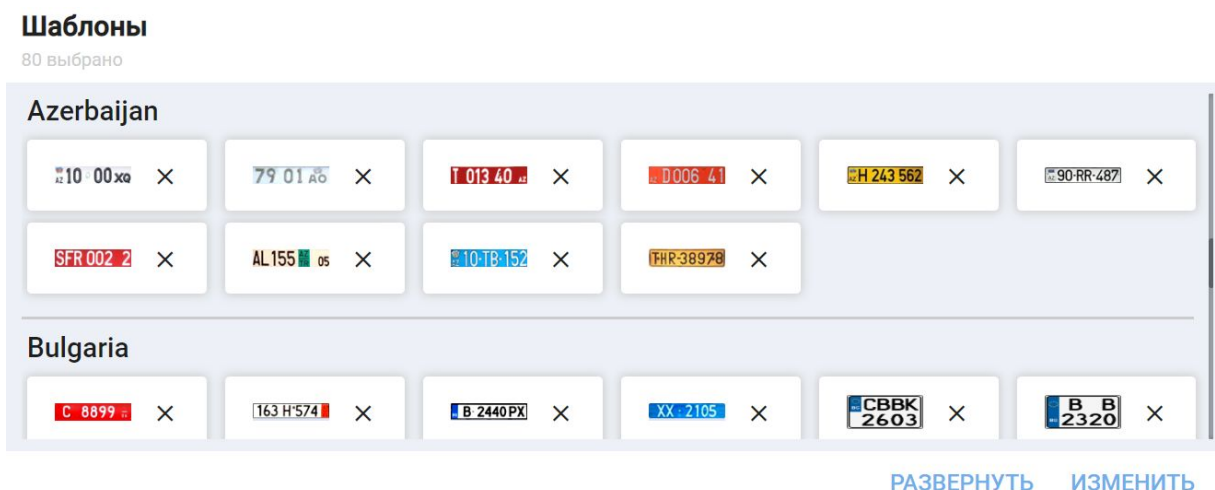 Шаблоны
80 выбрано
Azerbaijan
10 00 XQ
79 01 AO
T 013 40 AZ
D006 41
H 243 562
90-RR-487
SFR 002 2
AL 155 05
10-TB-152
THR-38978
Bulgaria
C 8899
163 H 574
B 2440 PX
XX 2105
CBBK
2603
B B
2320
РАЗВЕРНУТЬ ИЗМЕНИТЬ